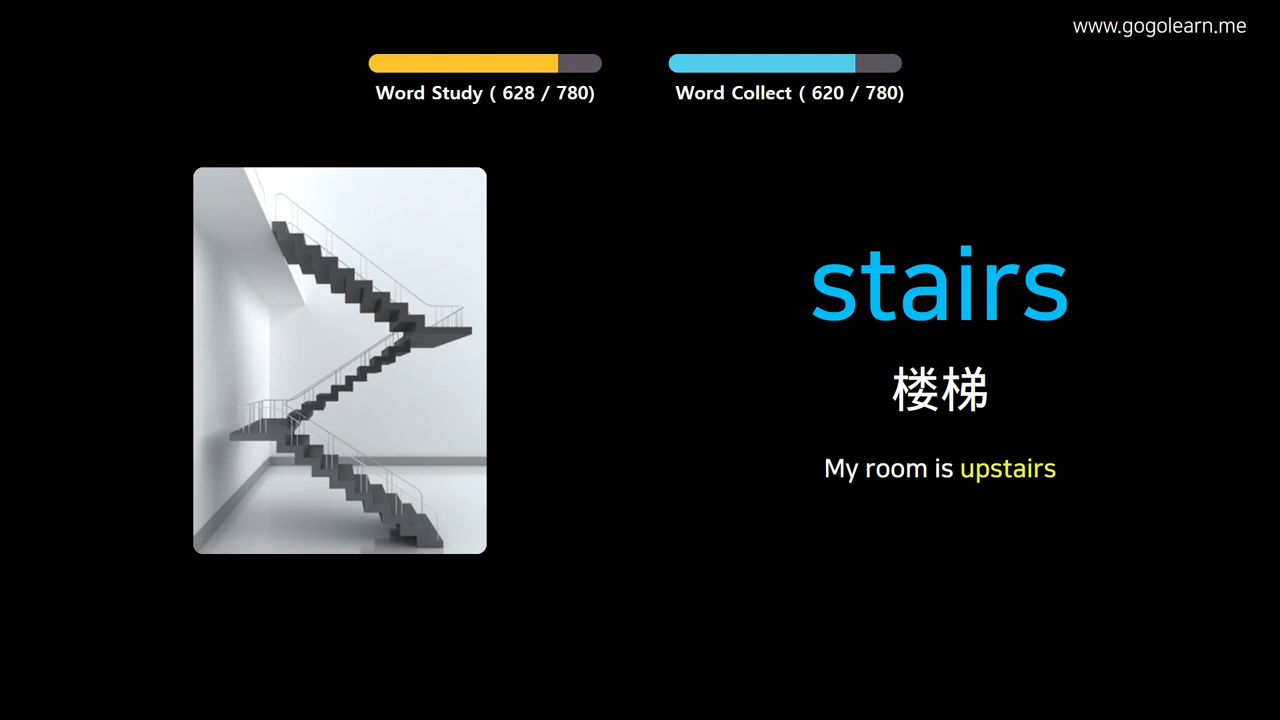 www.gogolearn.me
Word Study ( 628 / 780)
Word Collect ( 620 / 780)
stairs
楼梯
My room is upstairs